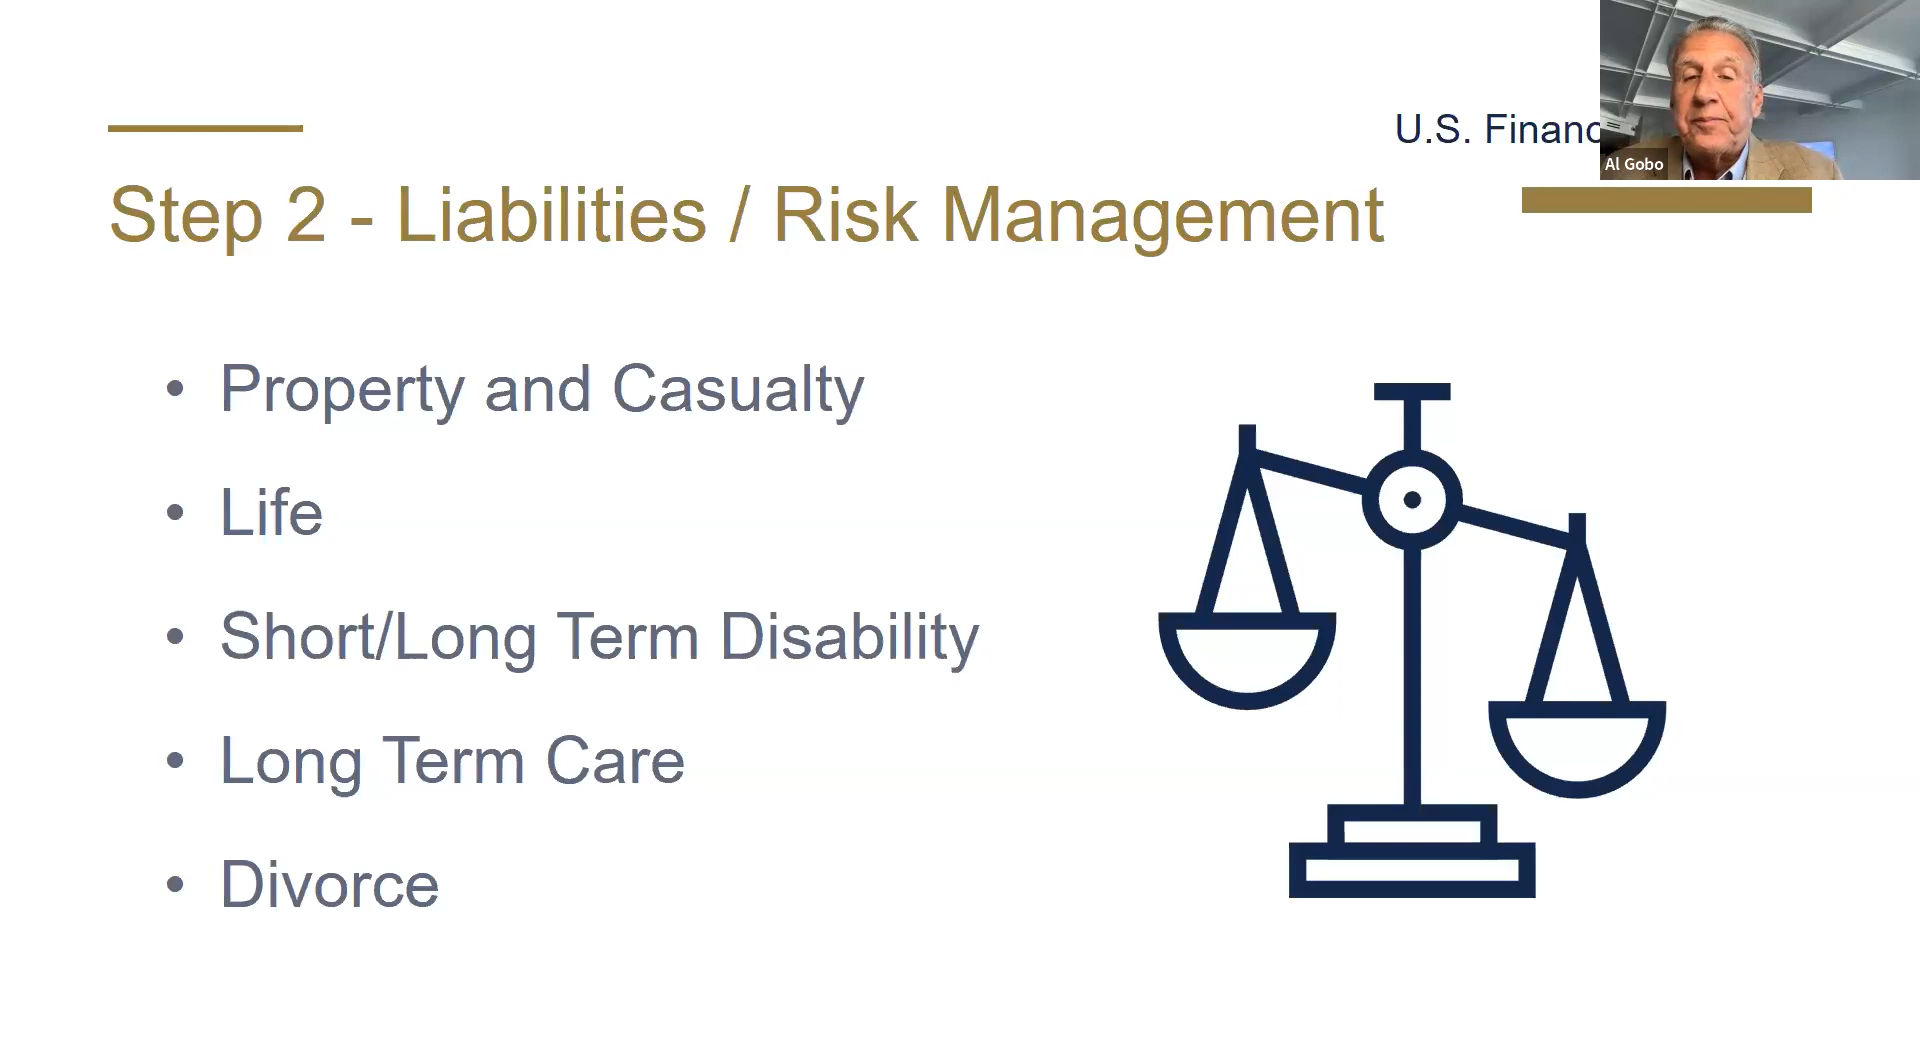 U.S. Financ
Al Gobo
Step 2 - Liabilities / Risk Management
• Property and Casualty
• Life
• Short/Long Term Disability
• Long Term Care
• Divorce